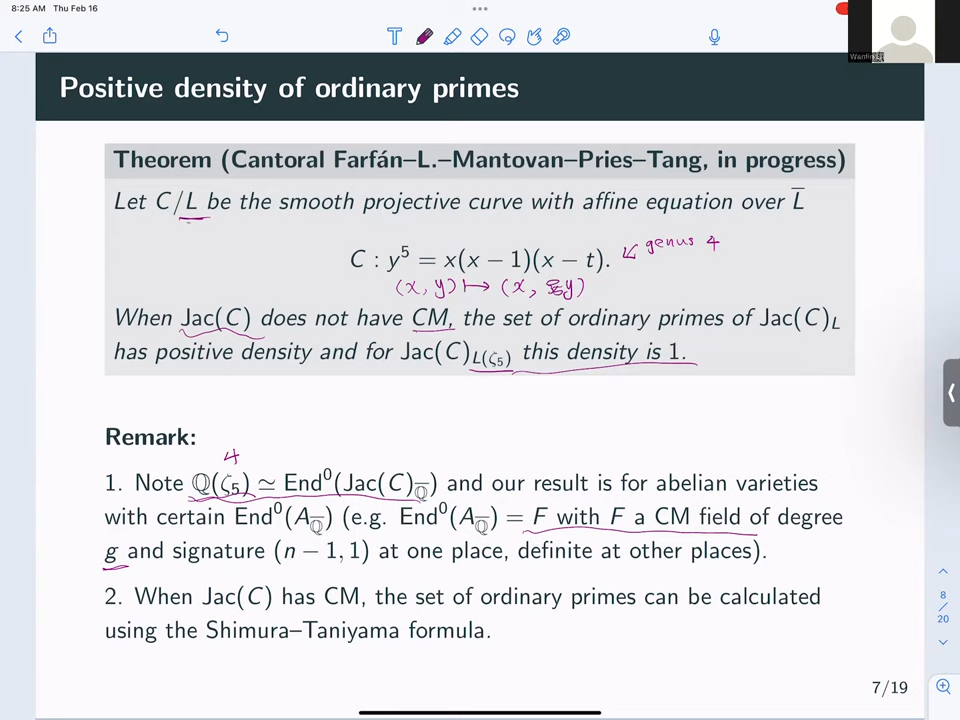 8:25 AM Thu Feb 16
Positive density of ordinary primes
Theorem (Cantoral Farfán–L.–Mantovan–Pries–Tang, in progress)
Let C/L be the smooth projective curve with affine equation over L̅
C : y⁵ = x(x − 1)(x − t).
genus 4
(x, y) ↦ (x, ζ₅y)
When Jac(C) does not have CM, the set of ordinary primes of Jac(C)_L
has positive density and for Jac(C)_{L(ζ₅)} this density is 1.
Remark:
4
1. Note ℚ(ζ₅) ≃ End⁰(Jac(C)_ℚ̅) and our result is for abelian varieties
with certain End⁰(A_ℚ̅) (e.g. End⁰(A_ℚ̅) = F with F a CM field of degree
g and signature (n − 1, 1) at one place, definite at other places).
2. When Jac(C) has CM, the set of ordinary primes can be calculated
using the Shimura–Taniyama formula.
7/19
8
/
20